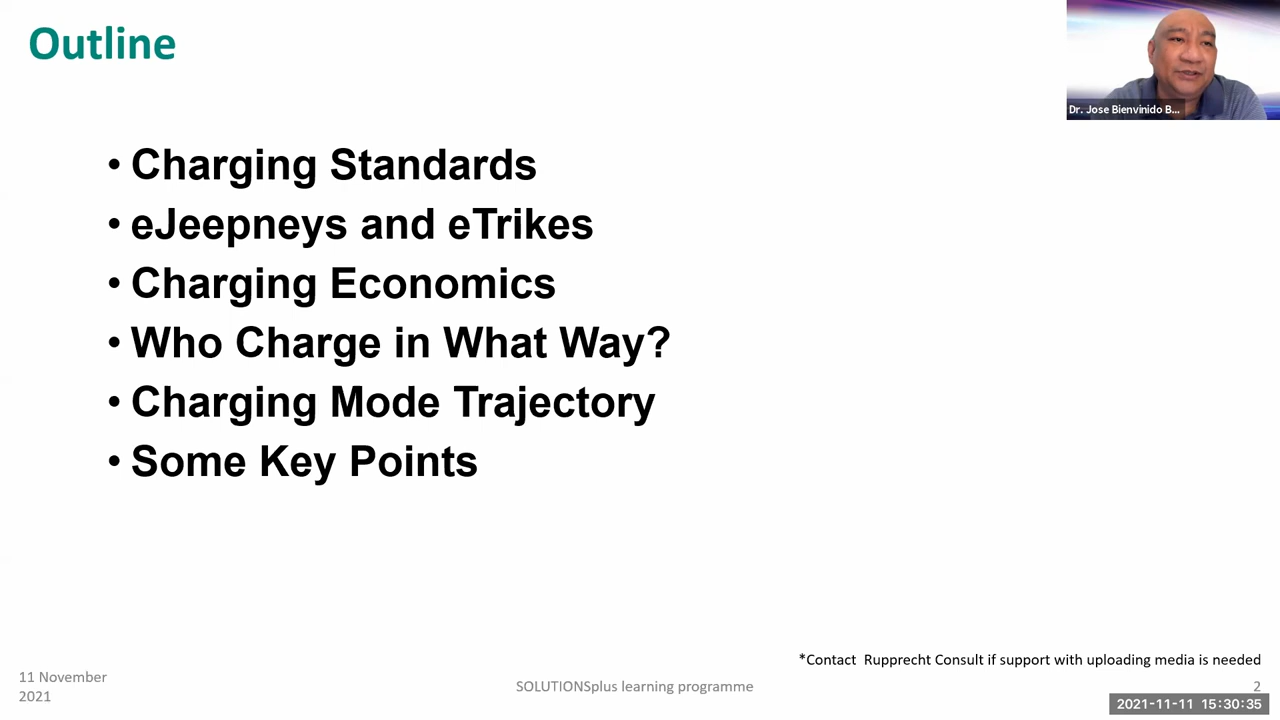 Outline
Dr. Jose Bienvinido B...
• Charging Standards
• eJeepneys and eTrikes
• Charging Economics
• Who Charge in What Way?
• Charging Mode Trajectory
• Some Key Points
*Contact Rupprecht Consult if support with uploading media is needed
11 November
2021
SOLUTIONSplus learning programme
2
2021-11-11 15:30:35